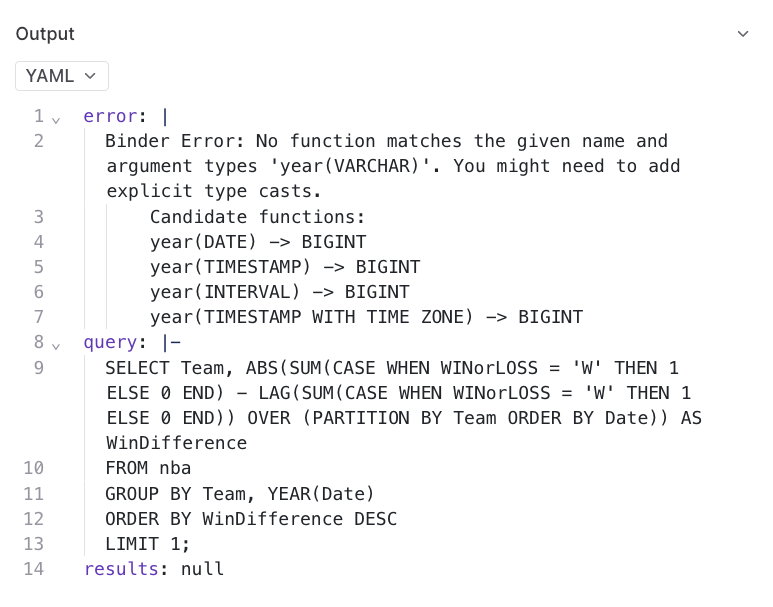 Output
YAML
1 error: |
2 Binder Error: No function matches the given name and
argument types 'year(VARCHAR)'. You might need to add
explicit type casts.
3 Candidate functions:
4 year(DATE) -> BIGINT
5 year(TIMESTAMP) -> BIGINT
6 year(INTERVAL) -> BIGINT
7 year(TIMESTAMP WITH TIME ZONE) -> BIGINT
8 query: |-
9 SELECT Team, ABS(SUM(CASE WHEN WINorLOSS = 'W' THEN 1
ELSE 0 END) - LAG(SUM(CASE WHEN WINorLOSS = 'W' THEN 1
ELSE 0 END)) OVER (PARTITION BY Team ORDER BY Date)) AS
WinDifference
10 FROM nba
11 GROUP BY Team, YEAR(Date)
12 ORDER BY WinDifference DESC
13 LIMIT 1;
14 results: null